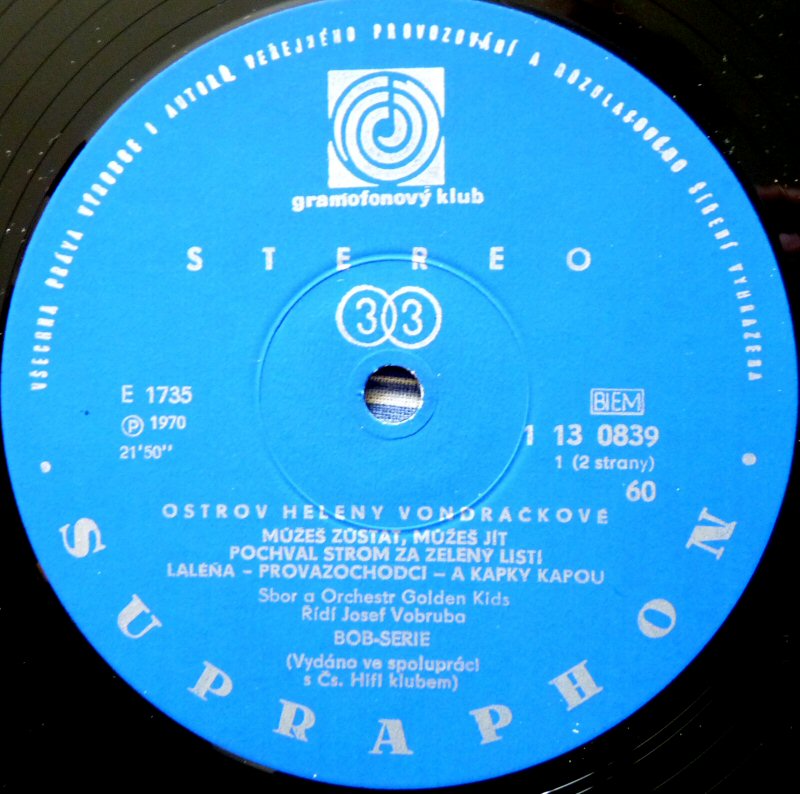 VŠECHNA PRÁVA VÝROBCE I AUTORŮ VEŘEJNÉHO PROVOZOVÁNÍ A ROZHLASOVÉHO ŠÍŘENÍ VYHRAZENA
gramofonový klub
STEREO
33
E 1735
BIEM
Ⓟ 1970
1 13 0839
21'50''
1 (2 strany)
60
OSTROV HELENY VONDRÁČKOVÉ
MŮŽEŠ ZŮSTAT, MŮŽEŠ JÍT
POCHVAL STROM ZA ZELENÝ LISTÍ
LALÉŇA – PROVAZOCHODCI – A KAPKY KAPOU
Sbor a Orchestr Golden Kids
Řídí Josef Vobruba
BOB-SERIE
(Vydána ve spolupráci
s Čs. Hifi klubem)
SUPRAPHON